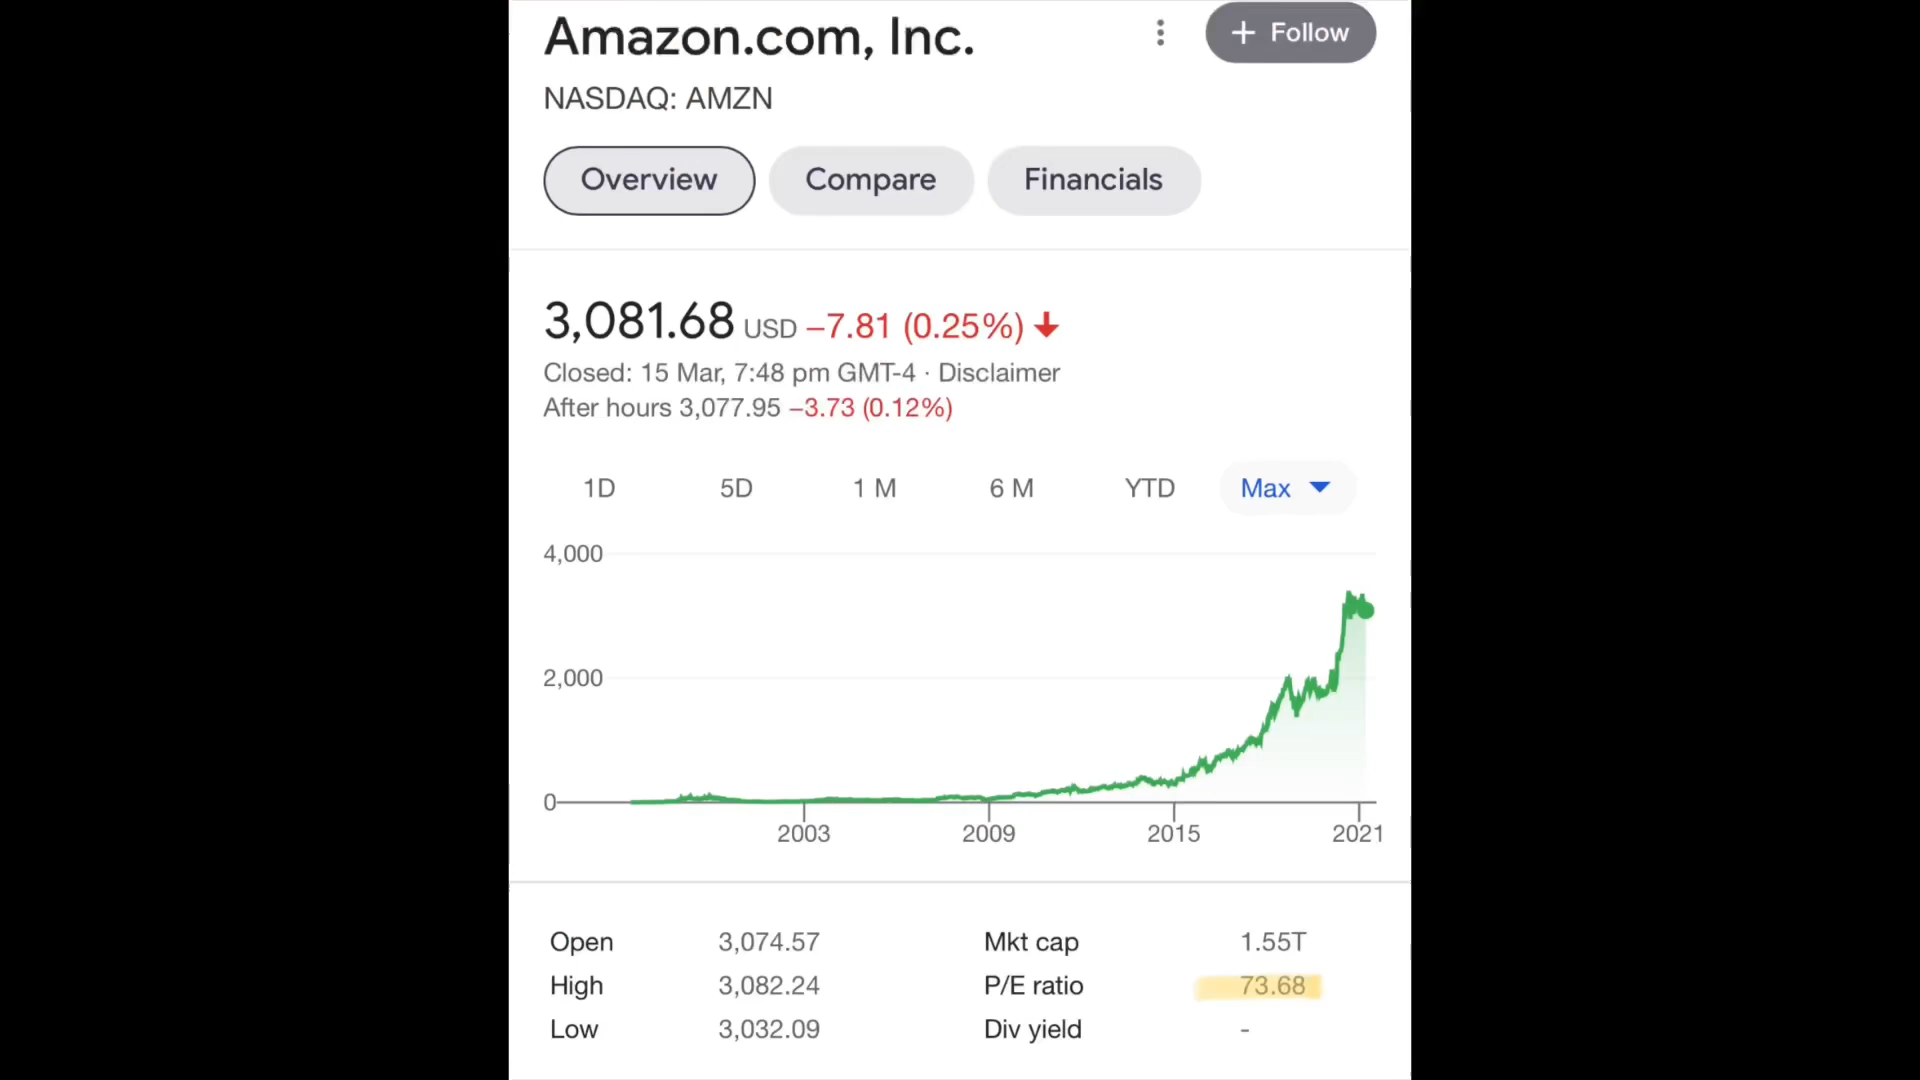 Amazon.com, Inc.
+ Follow
NASDAQ: AMZN
Overview Compare Financials
3,081.68 USD −7.81 (0.25%)
Closed: 15 Mar, 7:48 pm GMT-4 · Disclaimer
After hours 3,077.95 −3.73 (0.12%)
1D 5D 1 M 6 M YTD Max
4,000
2,000
0
2003 2009 2015 2021
Open 3,074.57 Mkt cap 1.55T
High 3,082.24 P/E ratio 73.68
Low 3,032.09 Div yield -